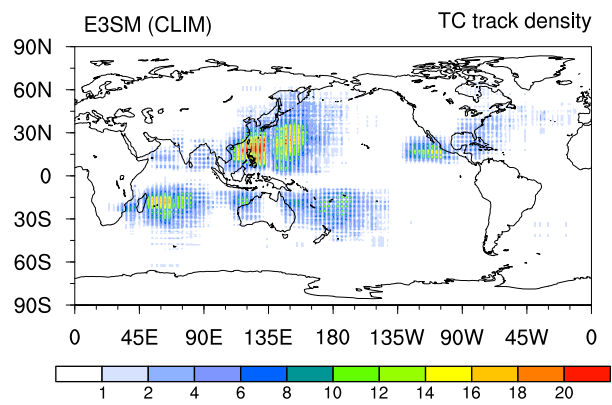 E3SM (CLIM) TC track density
90N
60N
30N
0
30S
60S
90S
0 45E 90E 135E 180 135W 90W 45W 0
1 2 4 6 8 10 12 14 16 18 20